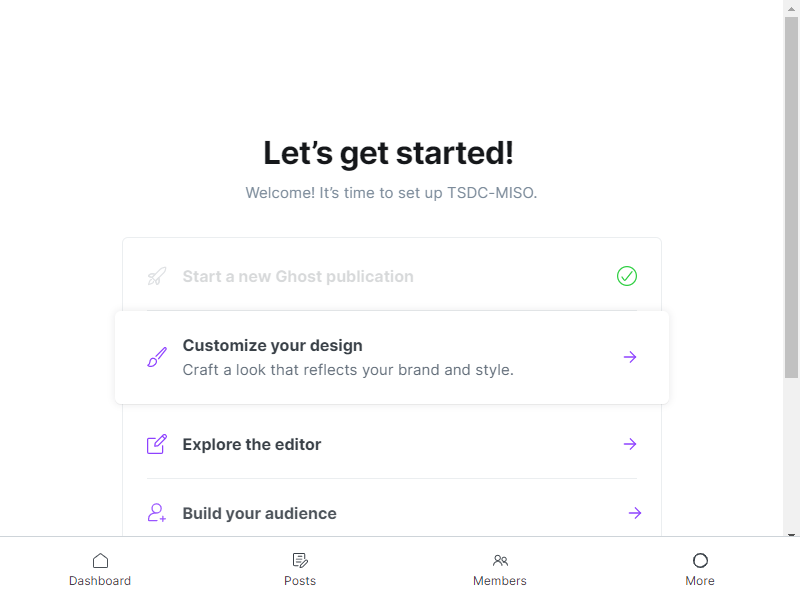 Let's get started!
Welcome! It's time to set up TSDC-MISO.
Start a new Ghost publication
Customize your design
Craft a look that reflects your brand and style.
Explore the editor
Build your audience
Dashboard
Posts
Members
More